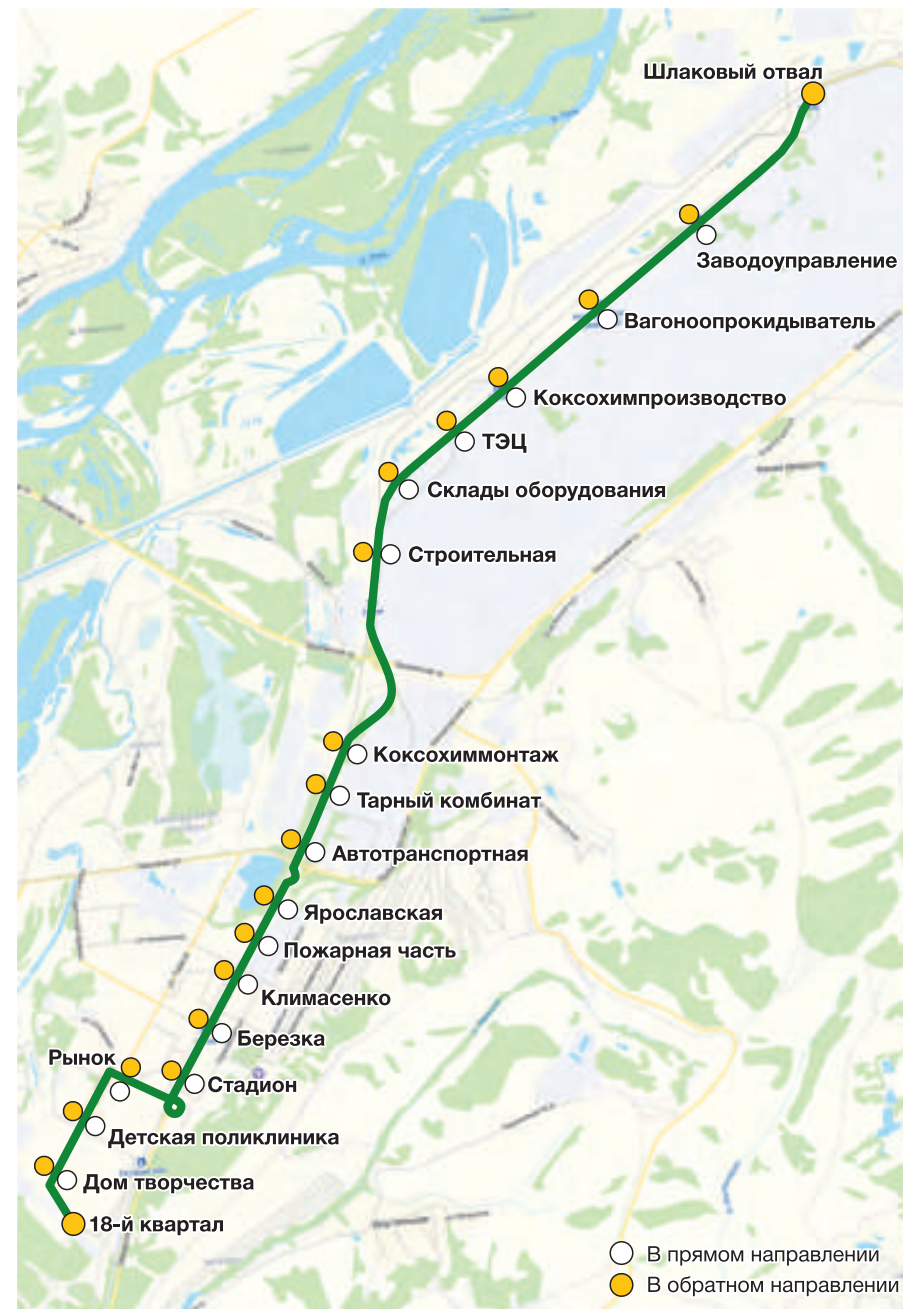 Шлаковый отвал
Заводоуправление
Вагоноопрокидыватель
Коксохимпроизводство
ТЭЦ
Склады оборудования
Строительная
Коксохиммонтаж
Тарный комбинат
Автотранспортная
Ярославская
Пожарная часть
Климасенко
Березка
Рынок
Стадион
Детская поликлиника
Дом творчества
18-й квартал
В прямом направлении
В обратном направлении